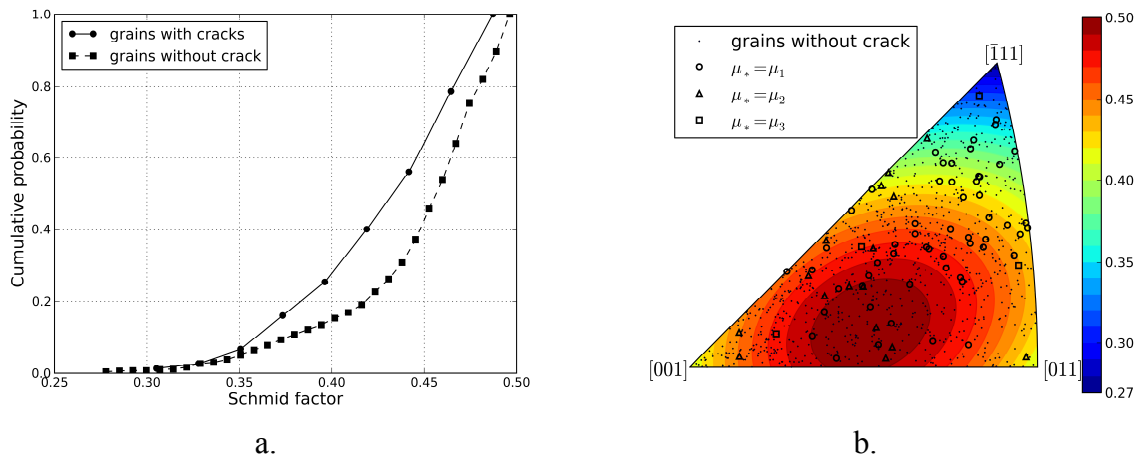 1.0
0.8
0.6
0.4
0.2
0.0
0.25 0.30 0.35 0.40 0.45 0.50
Cumulative probability
Schmid factor
grains with cracks
grains without crack
a.
grains without crack
μ* = μ1
μ* = μ2
μ* = μ3
[1̄11]
[001]
[011]
0.50
0.45
0.40
0.35
0.30
0.27
b.